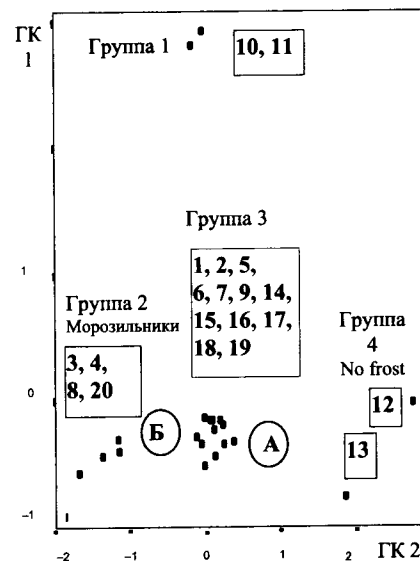 ГК
1
Группа 1
10, 11
Группа 3
1, 2, 5,
6, 7, 9, 14,
15, 16, 17,
18, 19
1
Группа 2
Морозильники
3, 4,
8, 20
Группа
4
No frost
12
13
0
Б
А
-1
-2
0
1
2
ГК 2